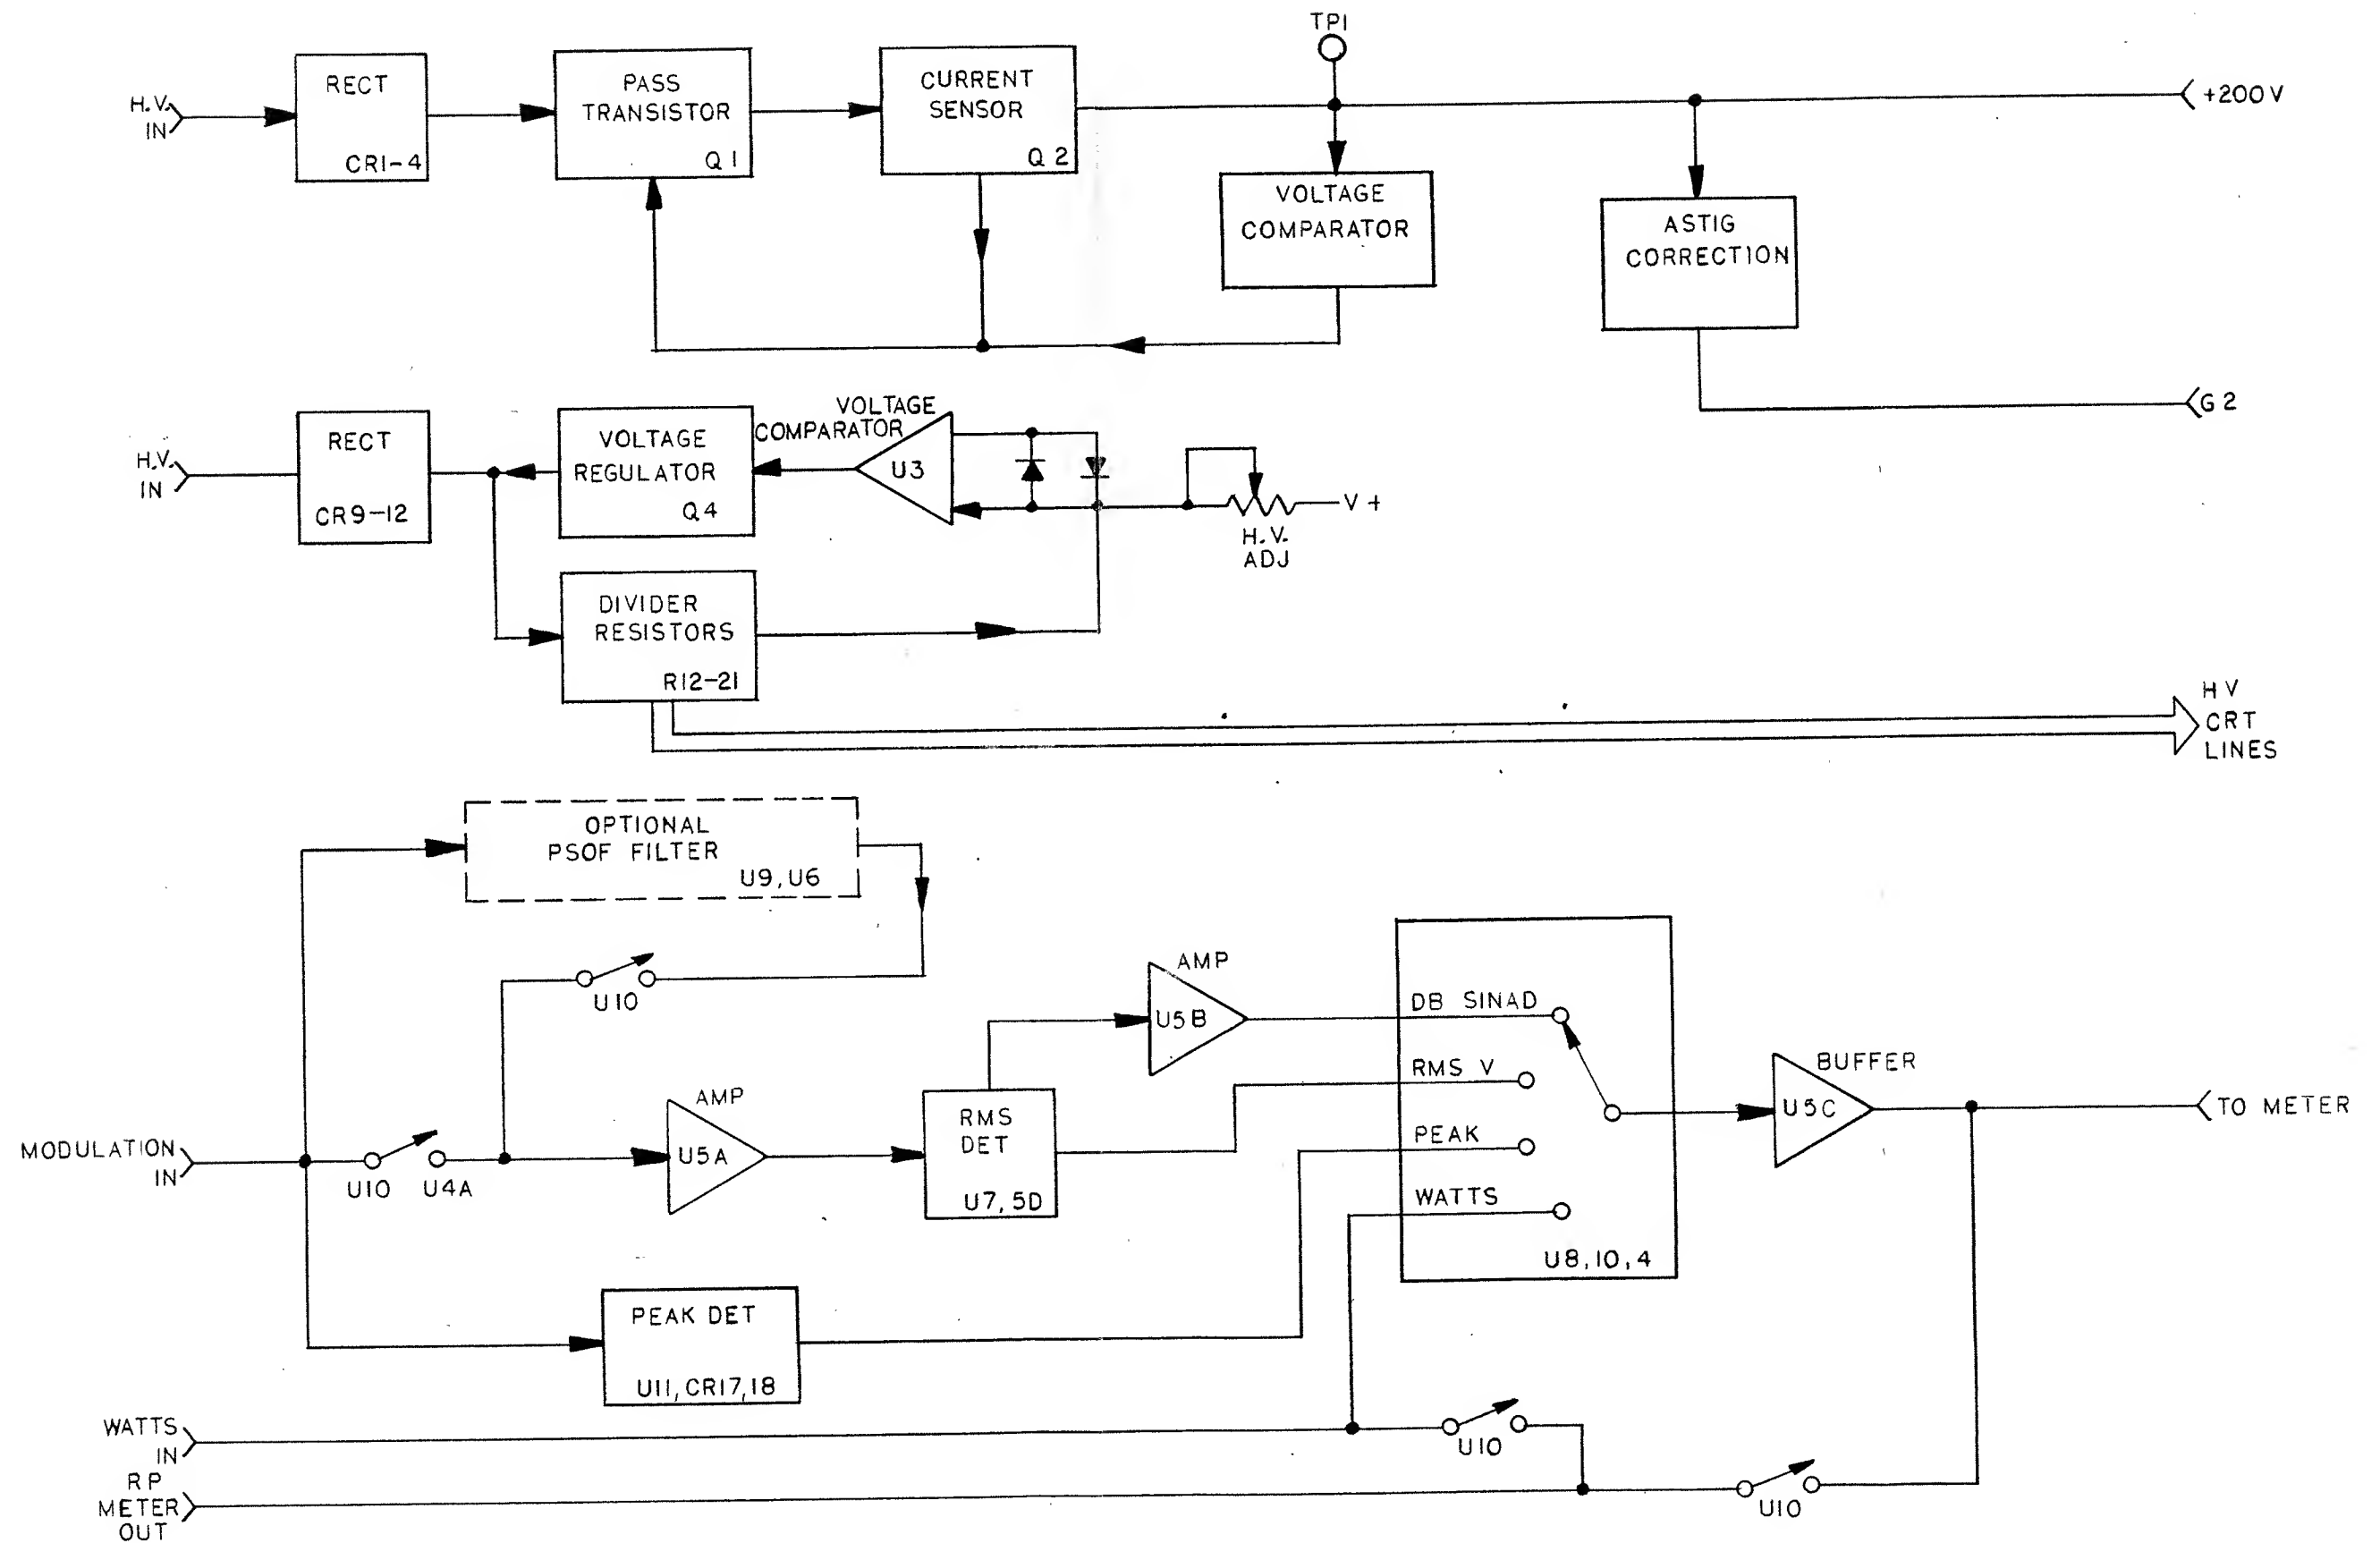 TP1
H.V.
IN
RECT
CR1-4
PASS
TRANSISTOR
Q1
CURRENT
SENSOR
Q2
+200V
VOLTAGE
COMPARATOR
ASTIG
CORRECTION
G2
H.V.
IN
RECT
CR9-12
VOLTAGE
REGULATOR
Q4
VOLTAGE
COMPARATOR
U3
V+
H.V.
ADJ
DIVIDER
RESISTORS
R12-21
HV
CRT
LINES
OPTIONAL
PSOF FILTER
U9, U6
U10
AMP
U5B
DB SINAD
RMS V
PEAK
WATTS
U8, 10, 4
BUFFER
U5C
TO METER
MODULATION
IN
U10 U4A
AMP
U5A
RMS
DET
U7, 5D
PEAK DET
U11, CR17, 18
WATTS
IN
U10
RP
METER
OUT
U10